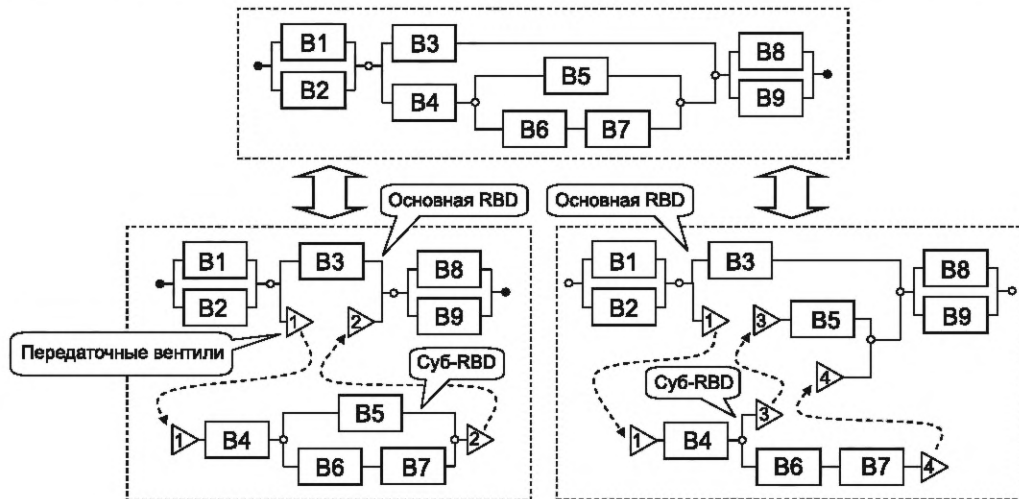 B1
B3
B5
B8
B2
B4
B6
B7
B9
Основная RBD
B1
B3
B8
B2
1
2
B9
Передаточные вентили
Суб-RBD
B5
1
B4
2
B6
B7
Основная RBD
B1
B3
B8
B2
1
3
B5
B9
Суб-RBD
4
3
1
B4
B6
B7
4